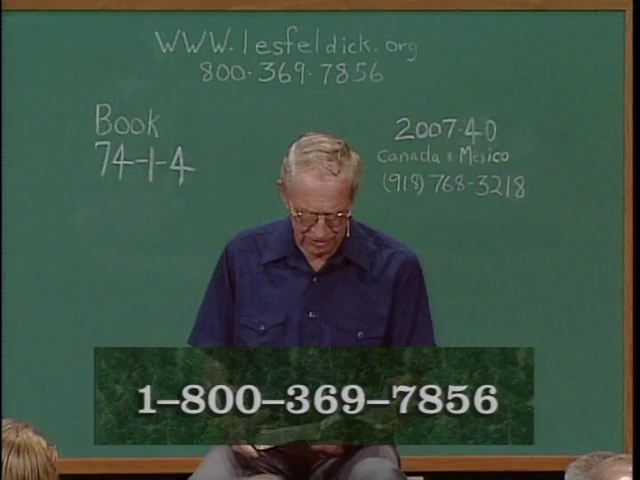 WWW.lesfeldick.org
800-369-7856
Book
74-1-4
2007-40
Canada & Mexico
(918) 768-3218
1-800-369-7856